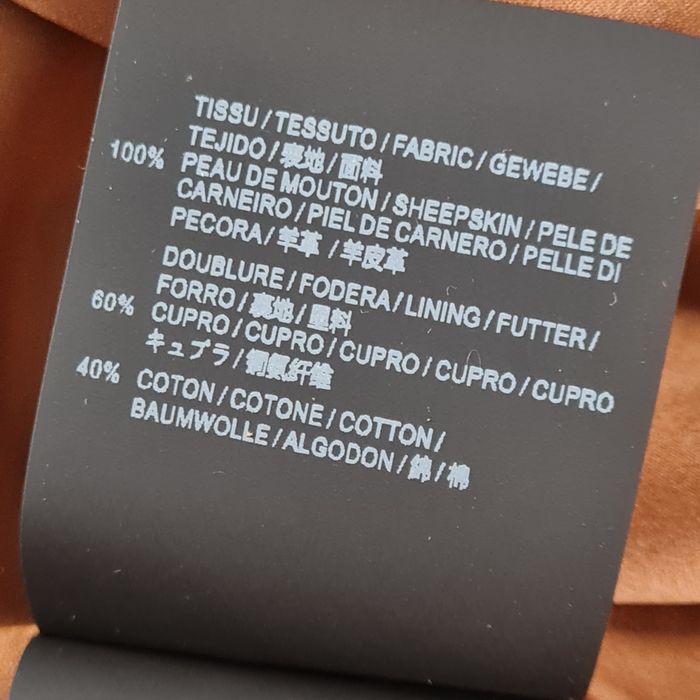 TISSU / TESSUTO / FABRIC / GEWEBE /
TEJIDO / 表地 / 面料
100% PEAU DE MOUTON / SHEEPSKIN / PELE DE
CARNEIRO / PIEL DE CARNERO / PELLE DI
PECORA / 羊革 / 羊皮革
DOUBLURE / FODERA / LINING / FUTTER /
FORRO / 裏地 / 里料
60% CUPRO / CUPRO / CUPRO / CUPRO / CUPRO
キュプラ / 銅氨纤维
40% COTON / COTONE / COTTON /
BAUMWOLLE / ALGODON / 綿 / 棉